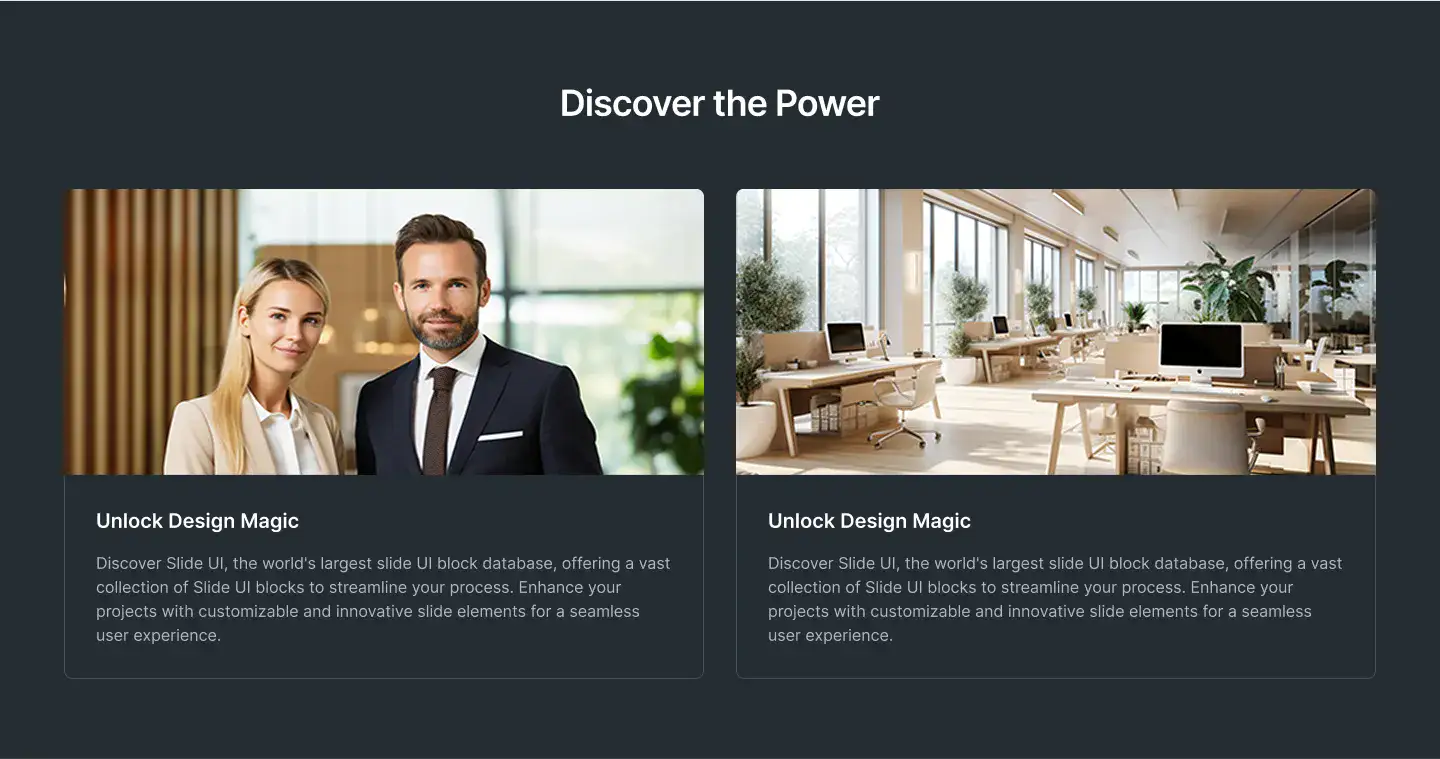 Discover the Power
Unlock Design Magic
Discover Slide UI, the world's largest slide UI block database, offering a vast
collection of Slide UI blocks to streamline your process. Enhance your
projects with customizable and innovative slide elements for a seamless
user experience.
Unlock Design Magic
Discover Slide UI, the world's largest slide UI block database, offering a vast
collection of Slide UI blocks to streamline your process. Enhance your
projects with customizable and innovative slide elements for a seamless
user experience.